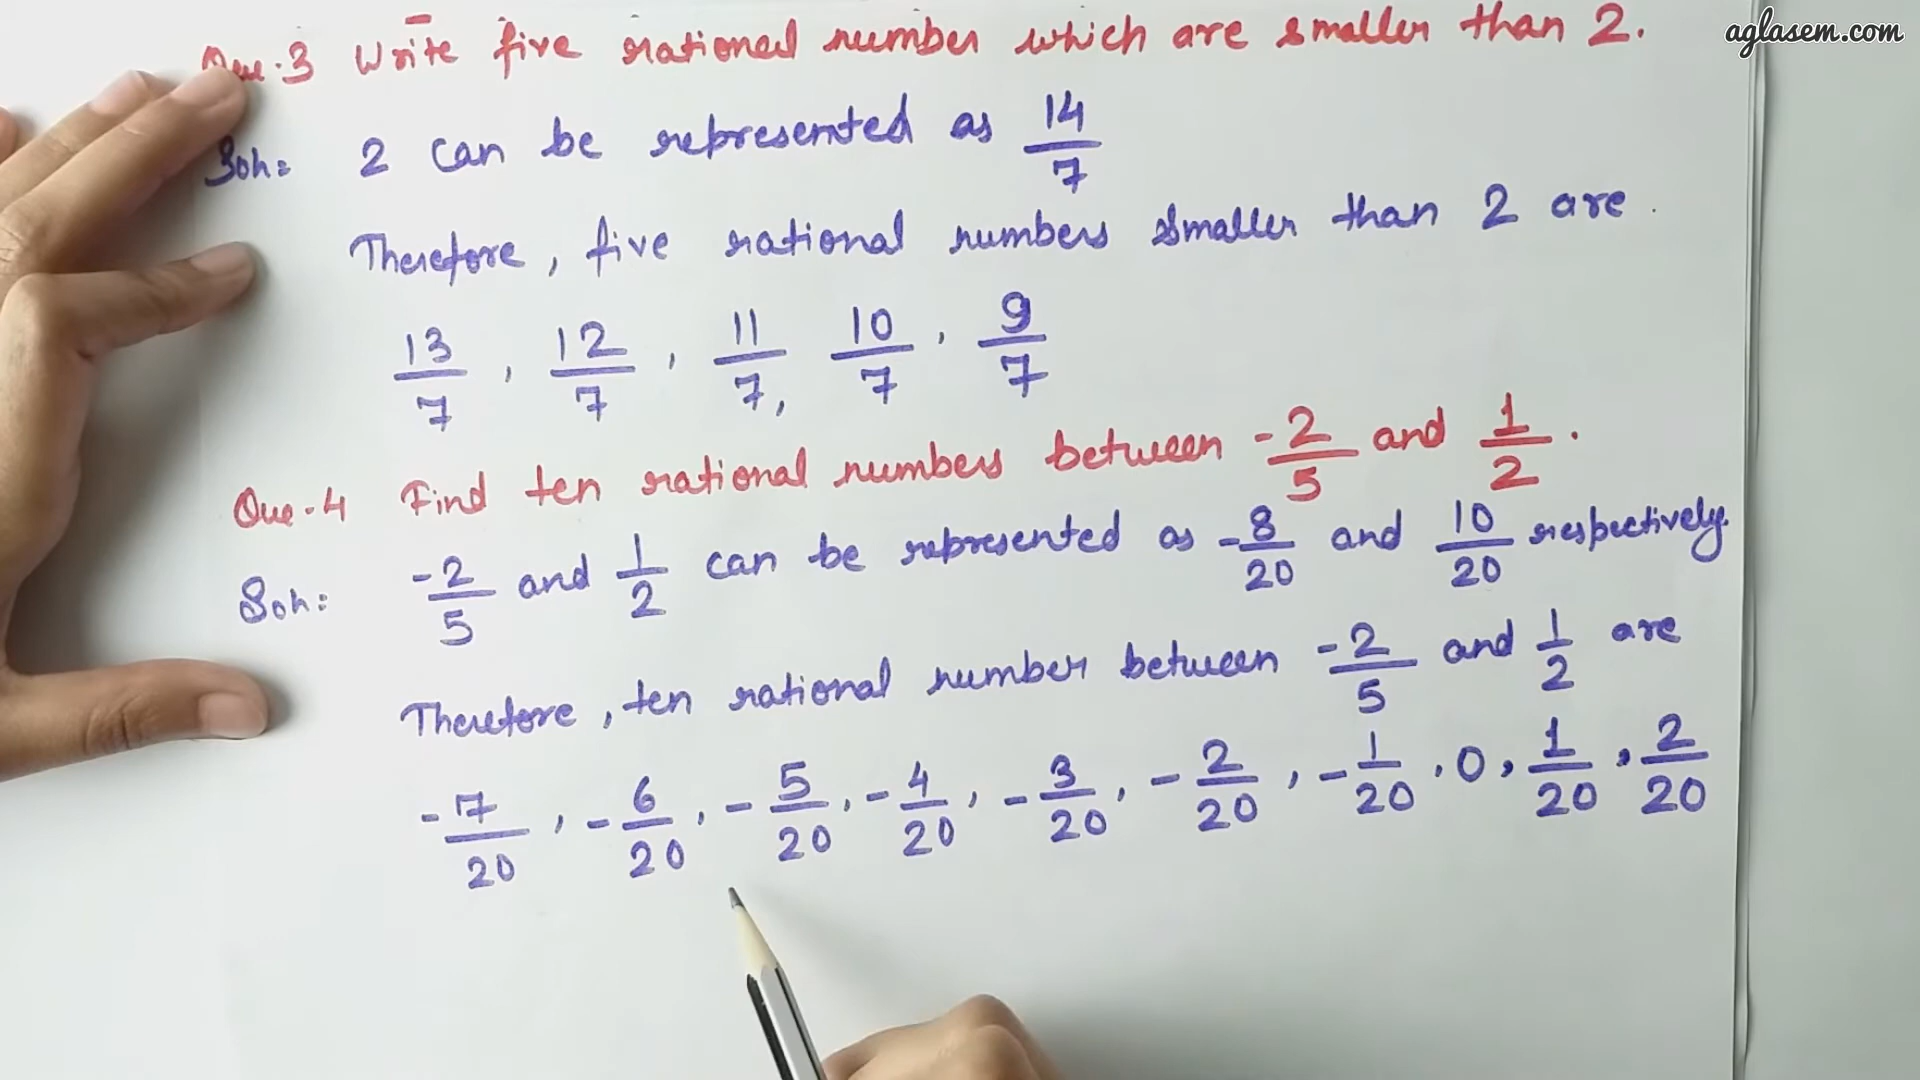 aglasem.com
Que.3 Write five rational number which are smaller than 2.
Soln: 2 can be represented as 14/7
Therefore, five rational numbers smaller than 2 are
13/7, 12/7, 11/7, 10/7, 9/7
Que-4 Find ten rational numbers between -2/5 and 1/2.
Soln: -2/5 and 1/2 can be represented as -8/20 and 10/20 respectively.
Therefore, ten rational number between -2/5 and 1/2 are
-7/20, -6/20, -5/20, -4/20, -3/20, -2/20, -1/20, 0, 1/20, 2/20